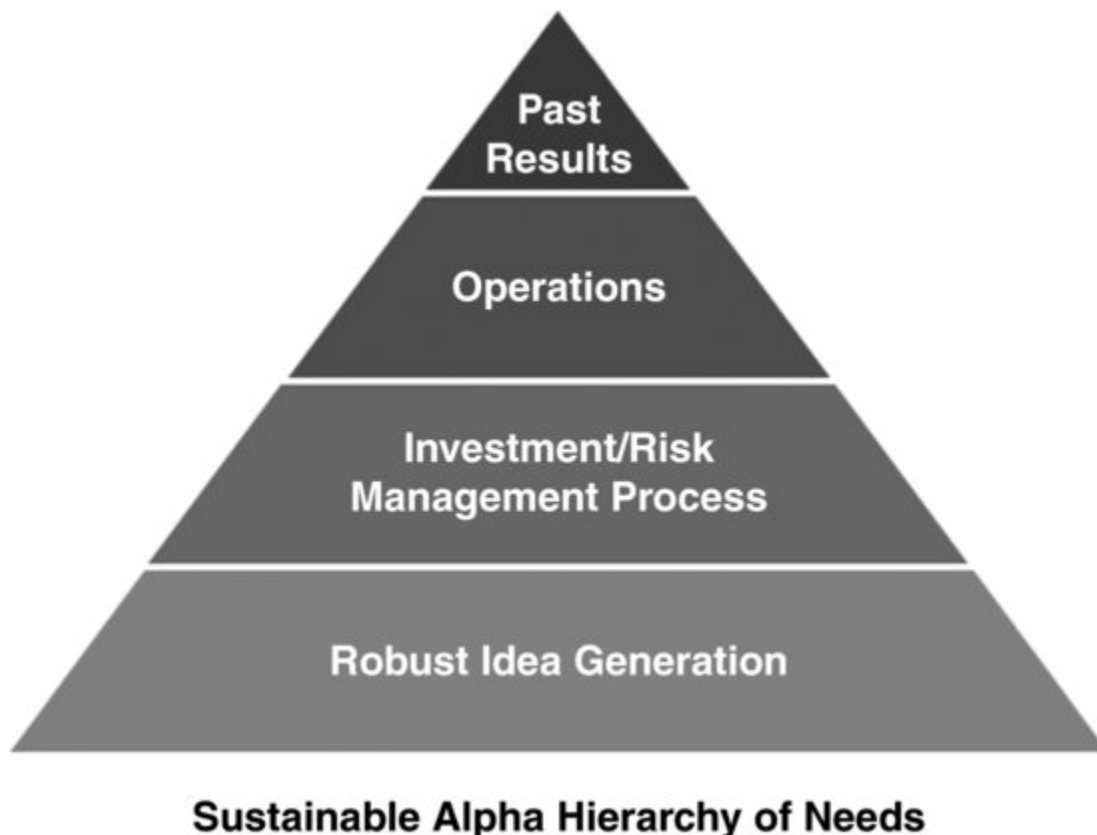 Past
Results
Operations
Investment/Risk
Management Process
Robust Idea Generation
Sustainable Alpha Hierarchy of Needs